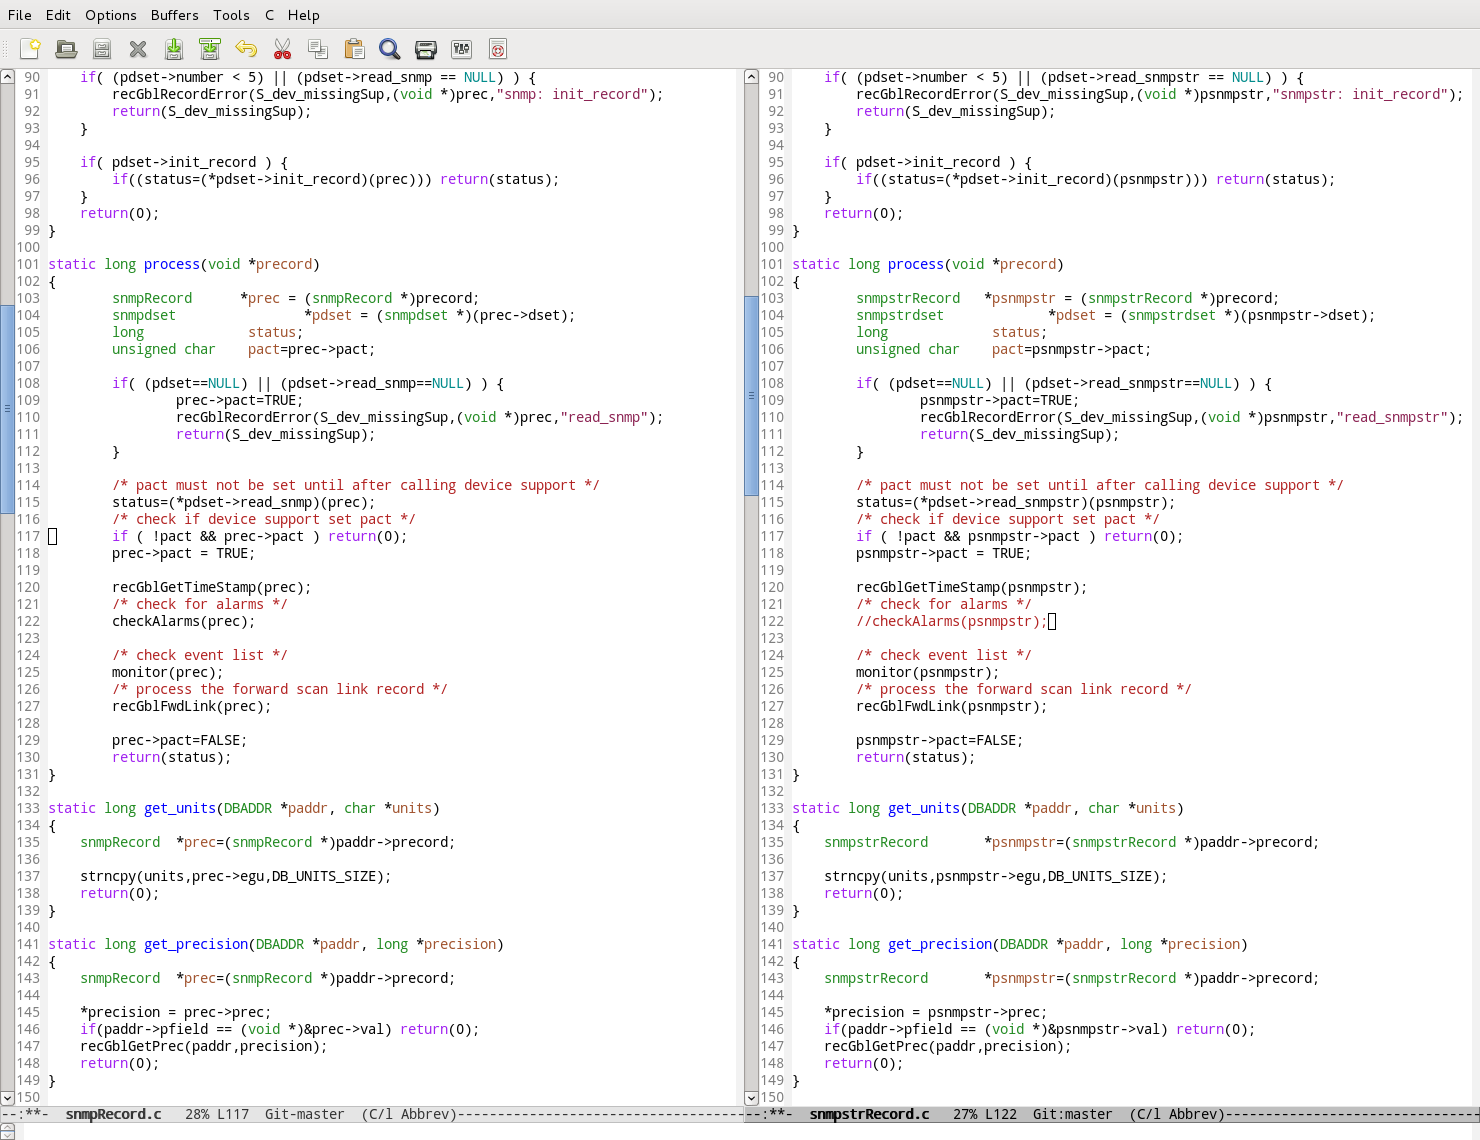 File Edit Options Buffers Tools C Help
90     if( (pdset->number < 5) || (pdset->read_snmp == NULL) ) {
91         recGblRecordError(S_dev_missingSup,(void *)prec,"snmp: init_record");
92         return(S_dev_missingSup);
93     }
94
95     if( pdset->init_record ) {
96         if((status=(*pdset->init_record)(prec))) return(status);
97     }
98     return(0);
99 }
100
101 static long process(void *precord)
102 {
103         snmpRecord      *prec = (snmpRecord *)precord;
104         snmpdset                *pdset = (snmpdset *)(prec->dset);
105         long             status;
106         unsigned char    pact=prec->pact;
107
108         if( (pdset==NULL) || (pdset->read_snmp==NULL) ) {
109                 prec->pact=TRUE;
110                 recGblRecordError(S_dev_missingSup,(void *)prec,"read_snmp");
111                 return(S_dev_missingSup);
112         }
113
114         /* pact must not be set until after calling device support */
115         status=(*pdset->read_snmp)(prec);
116         /* check if device support set pact */
117         if ( !pact && prec->pact ) return(0);
118         prec->pact = TRUE;
119
120         recGblGetTimeStamp(prec);
121         /* check for alarms */
122         checkAlarms(prec);
123
124         /* check event list */
125         monitor(prec);
126         /* process the forward scan link record */
127         recGblFwdLink(prec);
128
129         prec->pact=FALSE;
130         return(status);
131 }
132
133 static long get_units(DBADDR *paddr, char *units)
134 {
135     snmpRecord  *prec=(snmpRecord *)paddr->precord;
136
137     strncpy(units,prec->egu,DB_UNITS_SIZE);
138     return(0);
139 }
140
141 static long get_precision(DBADDR *paddr, long *precision)
142 {
143     snmpRecord  *prec=(snmpRecord *)paddr->precord;
144
145     *precision = prec->prec;
146     if(paddr->pfield == (void *)&prec->val) return(0);
147     recGblGetPrec(paddr,precision);
148     return(0);
149 }
150
--:**-  snmpRecord.c   28% L117  Git-master  (C/l Abbrev)------------------------------------
90     if( (pdset->number < 5) || (pdset->read_snmpstr == NULL) ) {
91         recGblRecordError(S_dev_missingSup,(void *)psnmpstr,"snmpstr: init_record");
92         return(S_dev_missingSup);
93     }
94
95     if( pdset->init_record ) {
96         if((status=(*pdset->init_record)(psnmpstr))) return(status);
97     }
98     return(0);
99 }
100
101 static long process(void *precord)
102 {
103         snmpstrRecord   *psnmpstr = (snmpstrRecord *)precord;
104         snmpstrdset             *pdset = (snmpstrdset *)(psnmpstr->dset);
105         long             status;
106         unsigned char    pact=psnmpstr->pact;
107
108         if( (pdset==NULL) || (pdset->read_snmpstr==NULL) ) {
109                 psnmpstr->pact=TRUE;
110                 recGblRecordError(S_dev_missingSup,(void *)psnmpstr,"read_snmpstr");
111                 return(S_dev_missingSup);
112         }
113
114         /* pact must not be set until after calling device support */
115         status=(*pdset->read_snmpstr)(psnmpstr);
116         /* check if device support set pact */
117         if ( !pact && psnmpstr->pact ) return(0);
118         psnmpstr->pact = TRUE;
119
120         recGblGetTimeStamp(psnmpstr);
121         /* check for alarms */
122         //checkAlarms(psnmpstr);
123
124         /* check event list */
125         monitor(psnmpstr);
126         /* process the forward scan link record */
127         recGblFwdLink(psnmpstr);
128
129         psnmpstr->pact=FALSE;
130         return(status);
131 }
132
133 static long get_units(DBADDR *paddr, char *units)
134 {
135     snmpstrRecord       *psnmpstr=(snmpstrRecord *)paddr->precord;
136
137     strncpy(units,psnmpstr->egu,DB_UNITS_SIZE);
138     return(0);
139 }
140
141 static long get_precision(DBADDR *paddr, long *precision)
142 {
143     snmpstrRecord       *psnmpstr=(snmpstrRecord *)paddr->precord;
144
145     *precision = psnmpstr->prec;
146     if(paddr->pfield == (void *)&psnmpstr->val) return(0);
147     recGblGetPrec(paddr,precision);
148     return(0);
149 }
150
--:**-  snmpstrRecord.c   27% L122  Git:master  (C/l Abbrev)--------------------------------